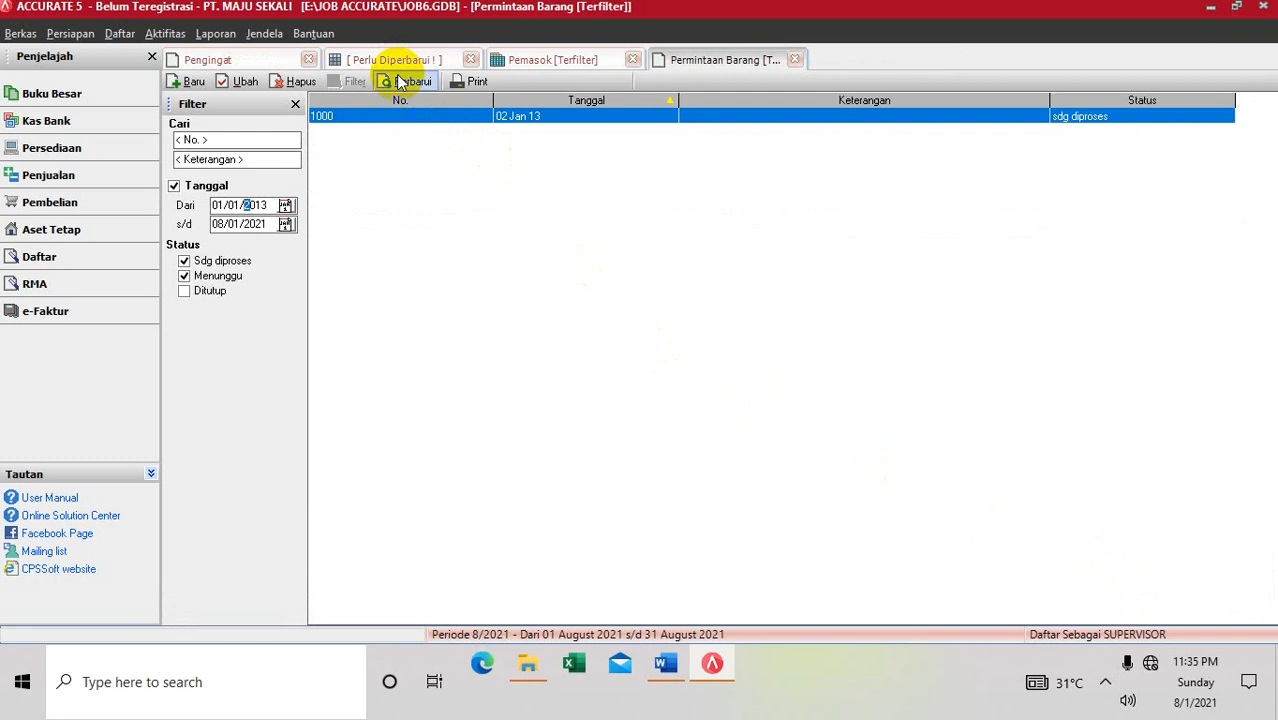 ACCURATE 5 - Belum Teregistrasi - PT. MAJU SEKALI [E:\JOB ACCURATE\JOB6.GDB] - [Permintaan Barang [Terfilter]]
Berkas Persiapan Daftar Aktifitas Laporan Jendela Bantuan
Penjelajah
Pengingat
[ Perlu Diperbarui ! ]
Pemasok [Terfilter]
Permintaan Barang [T...
Baru Ubah Hapus Filter Perbarui Print
Buku Besar
Kas Bank
Persediaan
Penjualan
Pembelian
Aset Tetap
Daftar
RMA
e-Faktur
Filter
Cari
< No. >
< Keterangan >
Tanggal
Dari 01/01/2013
s/d 08/01/2021
Status
Sdg diproses
Menunggu
Ditutup
No. Tanggal Keterangan Status
1000 02 Jan 13 sdg diproses
Tautan
User Manual
Online Solution Center
Facebook Page
Mailing list
CPSSoft website
Periode 8/2021 - Dari 01 August 2021 s/d 31 August 2021
Daftar Sebagai SUPERVISOR
Type here to search
31°C
11:35 PM
Sunday
8/1/2021